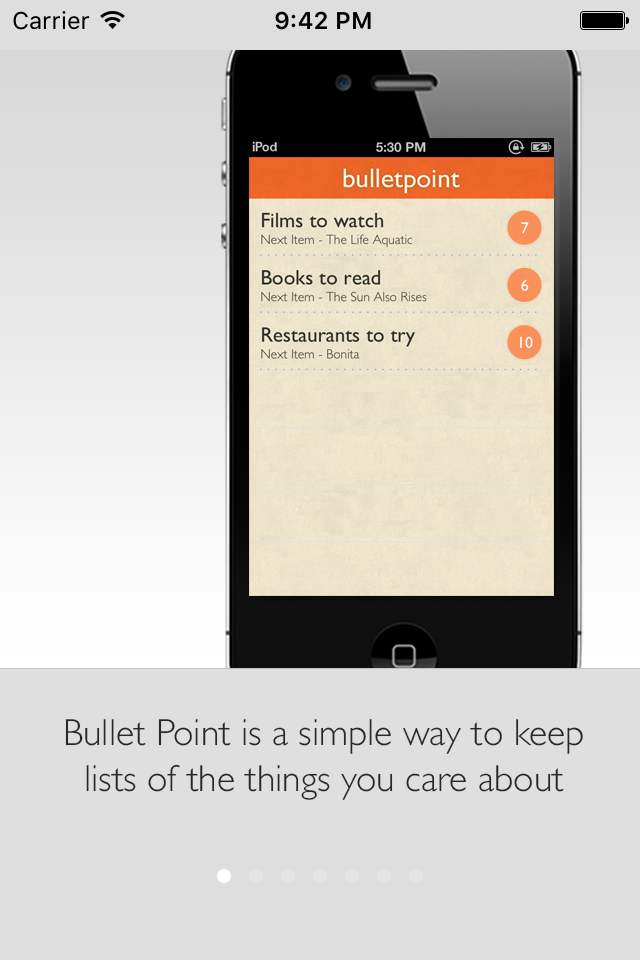 Carrier 9:42 PM
iPod 5:30 PM
bulletpoint
Films to watch
Next Item - The Life Aquatic
7
Books to read
Next Item - The Sun Also Rises
6
Restaurants to try
Next Item - Bonita
10
Bullet Point is a simple way to keep
lists of the things you care about